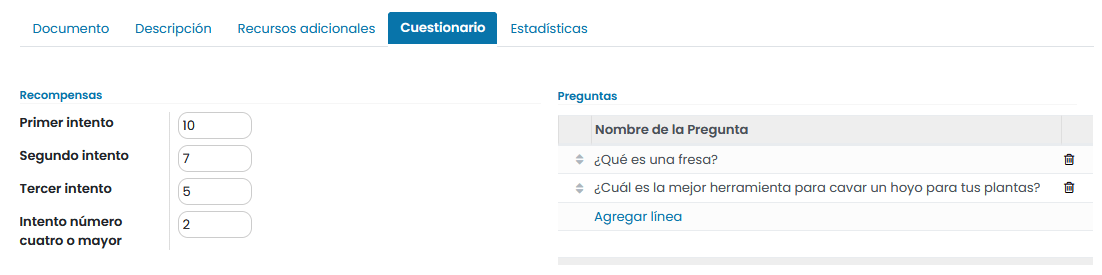 Documento Descripción Recursos adicionales Cuestionario Estadísticas
Recompensas
Primer intento 10
Segundo intento 7
Tercer intento 5
Intento número
cuatro o mayor 2
Preguntas
Nombre de la Pregunta
¿Qué es una fresa?
¿Cuál es la mejor herramienta para cavar un hoyo para tus plantas?
Agregar línea